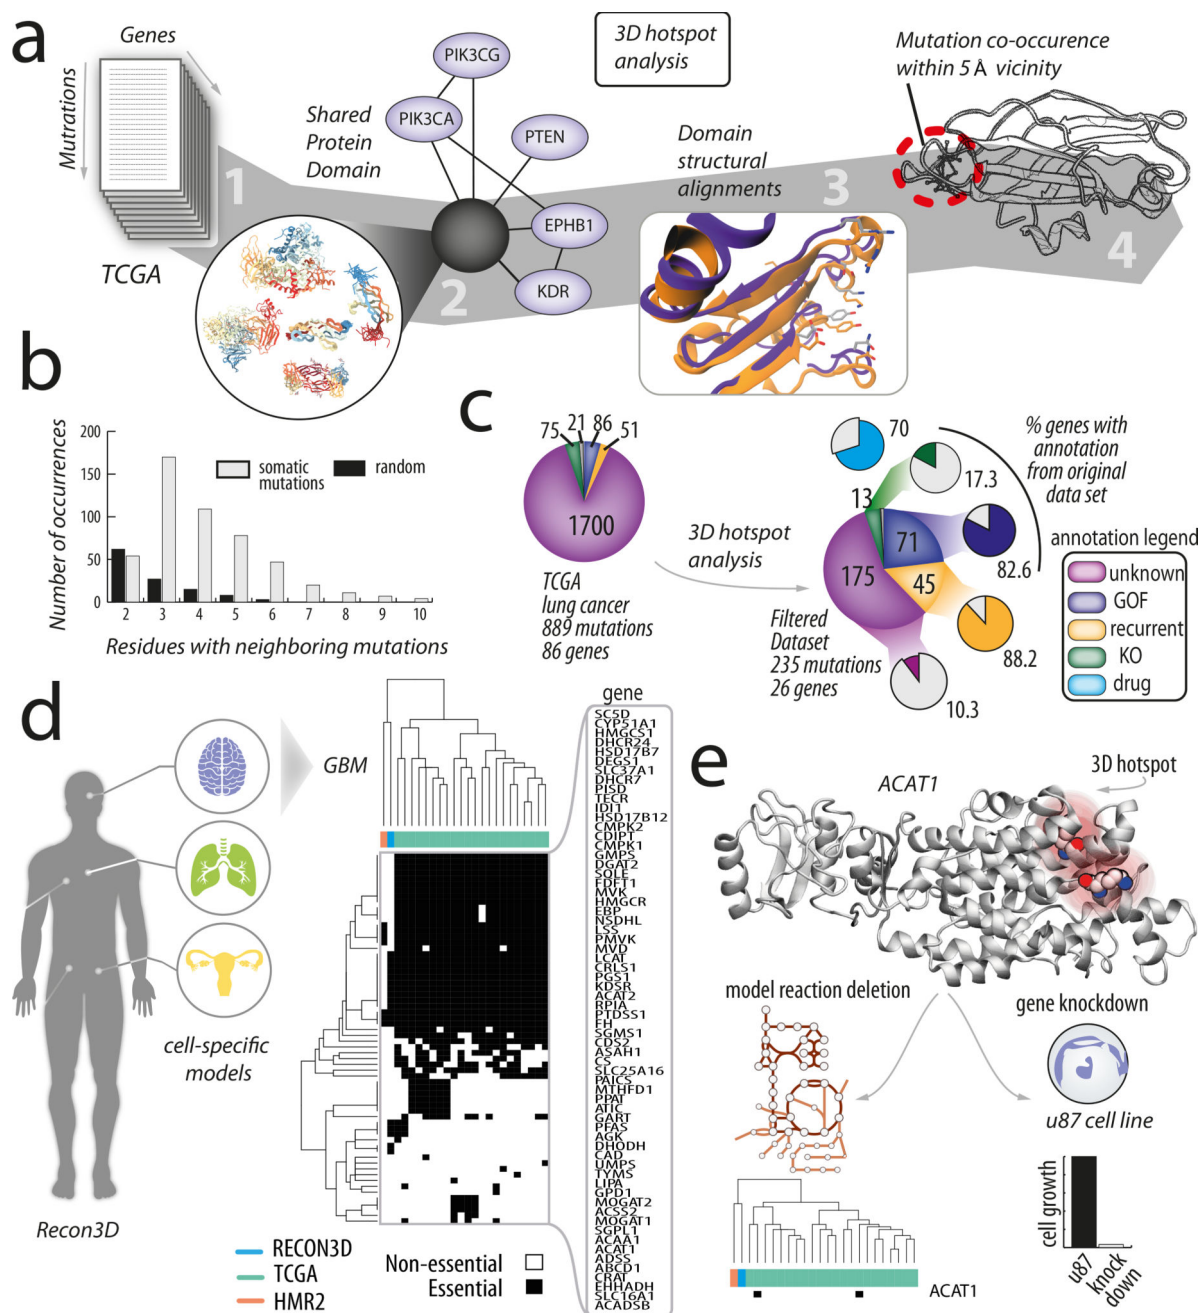 a
Genes
Mutrations
TCGA
1
Shared
Protein
Domain
PIK3CG
PIK3CA
PTEN
EPHB1
KDR
2
3D hotspot
analysis
Domain
structural
alignments
3
Mutation co-occurence
within 5 Å vicinity
4
b
Number of occurrences
200
150
100
50
0
somatic
mutations
random
2 3 4 5 6 7 8 9 10
Residues with neighboring mutations
c
75 21 86 51
1700
TCGA
lung cancer
889 mutations
86 genes
3D hotspot
analysis
Filtered
Dataset
235 mutations
26 genes
13
71
175
45
70
17.3
82.6
88.2
10.3
% genes with
annotation
from original
data set
annotation legend
unknown
GOF
recurrent
KO
drug
d
GBM
cell-specific
models
Recon3D
RECON3D
TCGA
HMR2
Non-essential
Essential
gene
SC5D
CYP51A1
HMGCS1
DHCR24
HSD17B7
DEGS1
SLC37A1
DHCR7
PISD
TECR
IDI1
HSD17B12
CMPK2
CDIPT
CMPK1
GMPS
DGAT2
SQLE
FDFT1
MVK
HMGCR
EBP
NSDHL
LSS
PMVK
MVD
LCAT
CRLS1
PGS1
KDSR
ACAT2
RPIA
PTDSS1
FH
SGMS1
CDS2
ASAH1
CS
SLC25A16
PAICS
MTHFD1
PPAT
ATIC
GART
PFAS
AGK
DHODH
CAD
UMPS
TYMS
LIPA
GPD1
MOGAT2
ACSS2
MOGAT1
SGPL1
ACAA1
ACAT1
ADSS
ABCD1
CRAT
EHHADH
SLC16A1
ACADSB
e
ACAT1
3D hotspot
model reaction deletion
gene knockdown
u87 cell line
cell growth
u87
knock
down
ACAT1